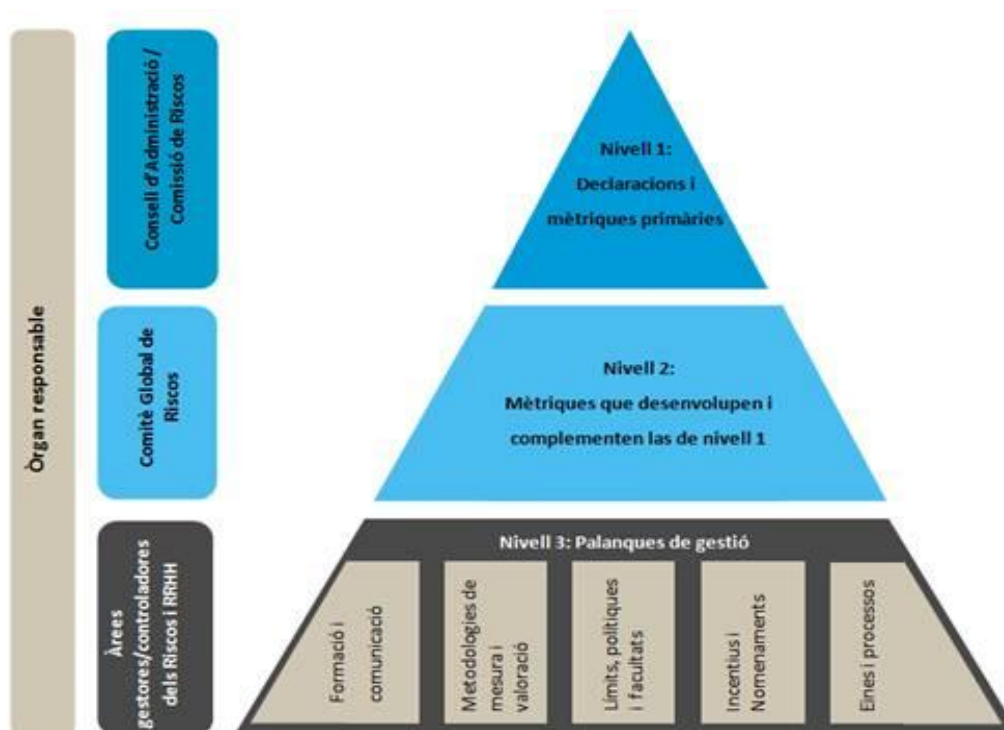 Òrgan responsable
Consell d'Administració /
Comissió de Riscos
Nivell 1:
Declaracions i
mètriques primàries
Comitè Global de
Riscos
Nivell 2:
Mètriques que desenvolupen i
complementen las de nivell 1
Àrees
gestores/controladores
dels Riscos i RRHH
Nivell 3: Palanques de gestió
Formació i
comunicació
Metodologies de
mesura i
valoració
Límits, polítiques
i facultats
Incentius i
Nomenaments
Eines i processos